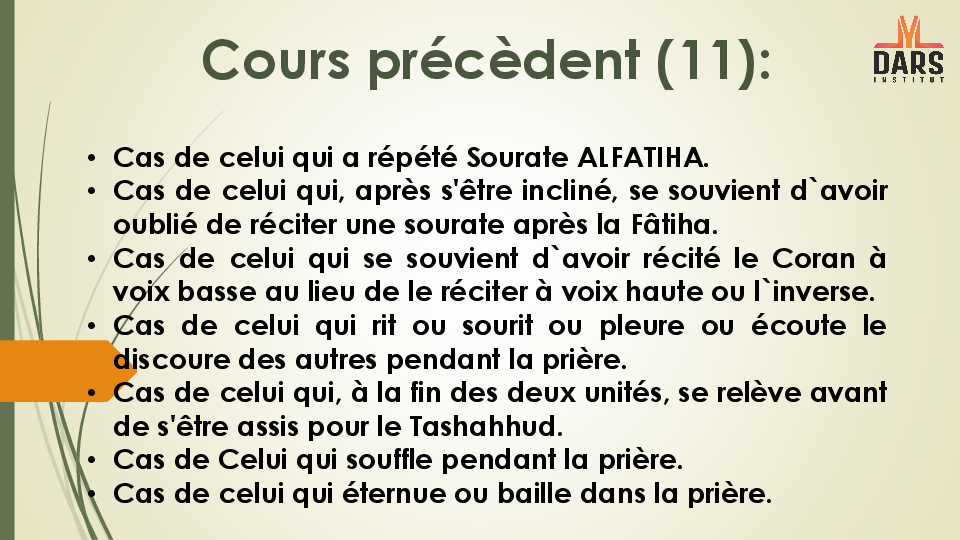 Cours précèdent (11):
DARS
INSTITUT
• Cas de celui qui a répété Sourate ALFATIHA.
• Cas de celui qui, après s'être incliné, se souvient d`avoir
oublié de réciter une sourate après la Fâtiha.
• Cas de celui qui se souvient d`avoir récité le Coran à
voix basse au lieu de le réciter à voix haute ou l`inverse.
• Cas de celui qui rit ou sourit ou pleure ou écoute le
discoure des autres pendant la prière.
• Cas de celui qui, à la fin des deux unités, se relève avant
de s'être assis pour le Tashahhud.
• Cas de Celui qui souffle pendant la prière.
• Cas de celui qui éternue ou baille dans la prière.